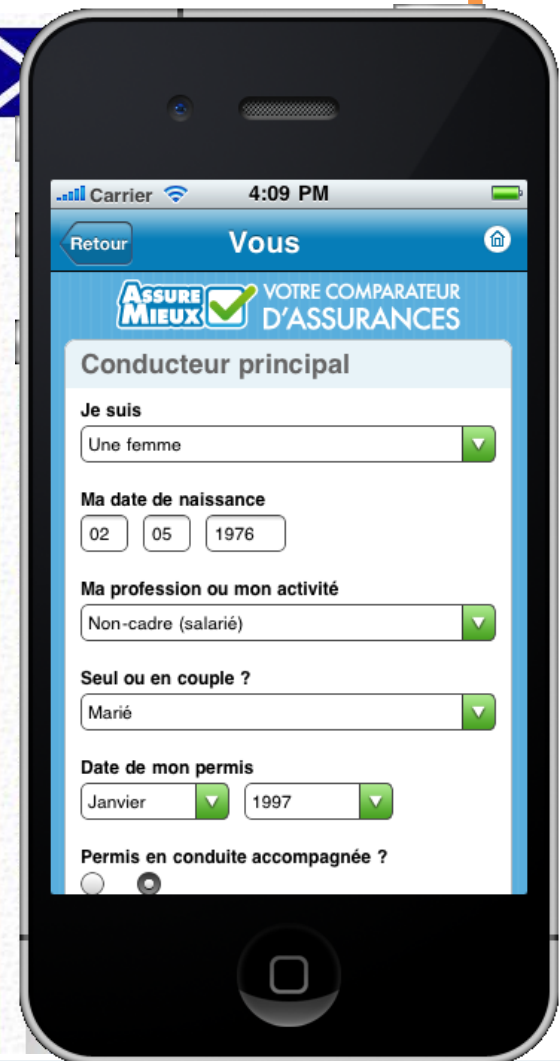 Carrier 4:09 PM
Retour Vous
ASSURE MIEUX VOTRE COMPARATEUR D'ASSURANCES
Conducteur principal
Je suis
Une femme
Ma date de naissance
02 05 1976
Ma profession ou mon activité
Non-cadre (salarié)
Seul ou en couple ?
Marié
Date de mon permis
Janvier 1997
Permis en conduite accompagnée ?